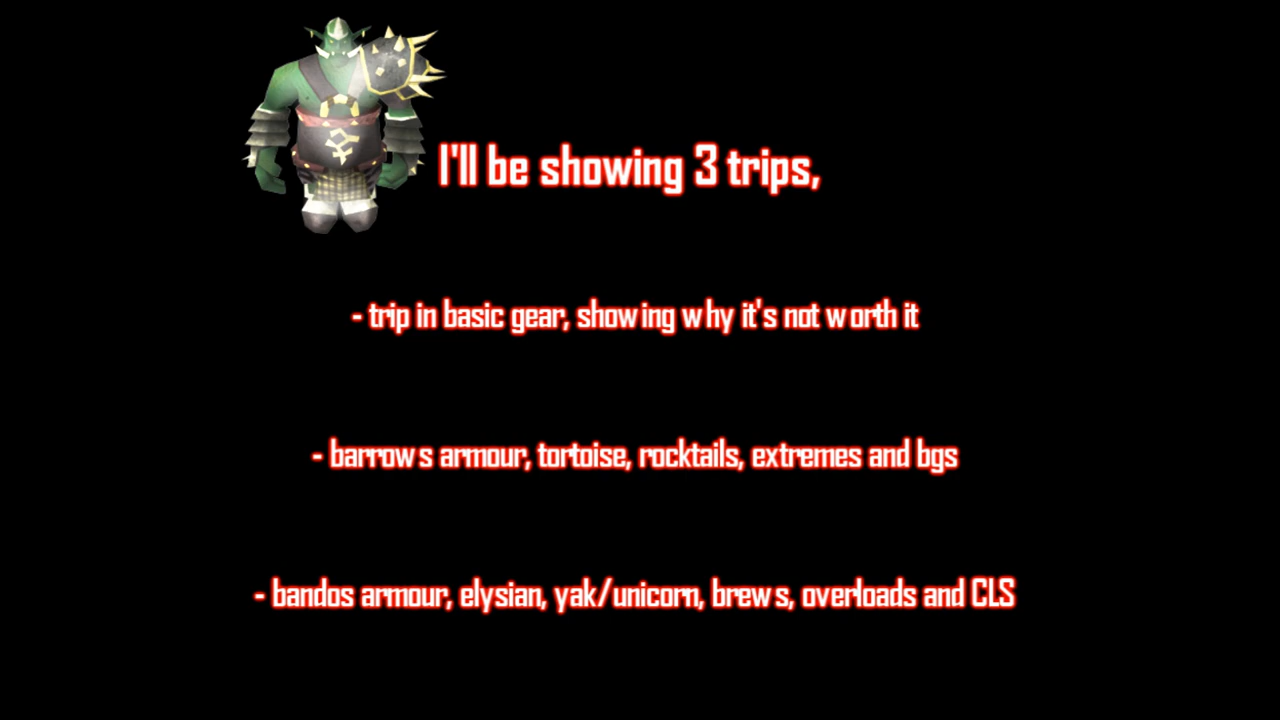 I'll be showing 3 trips,
- trip in basic gear, showing why it's not worth it
- barrows armour, tortoise, rocktails, extremes and bgs
- bandos armour, elysian, yak/unicorn, brews, overloads and CLS